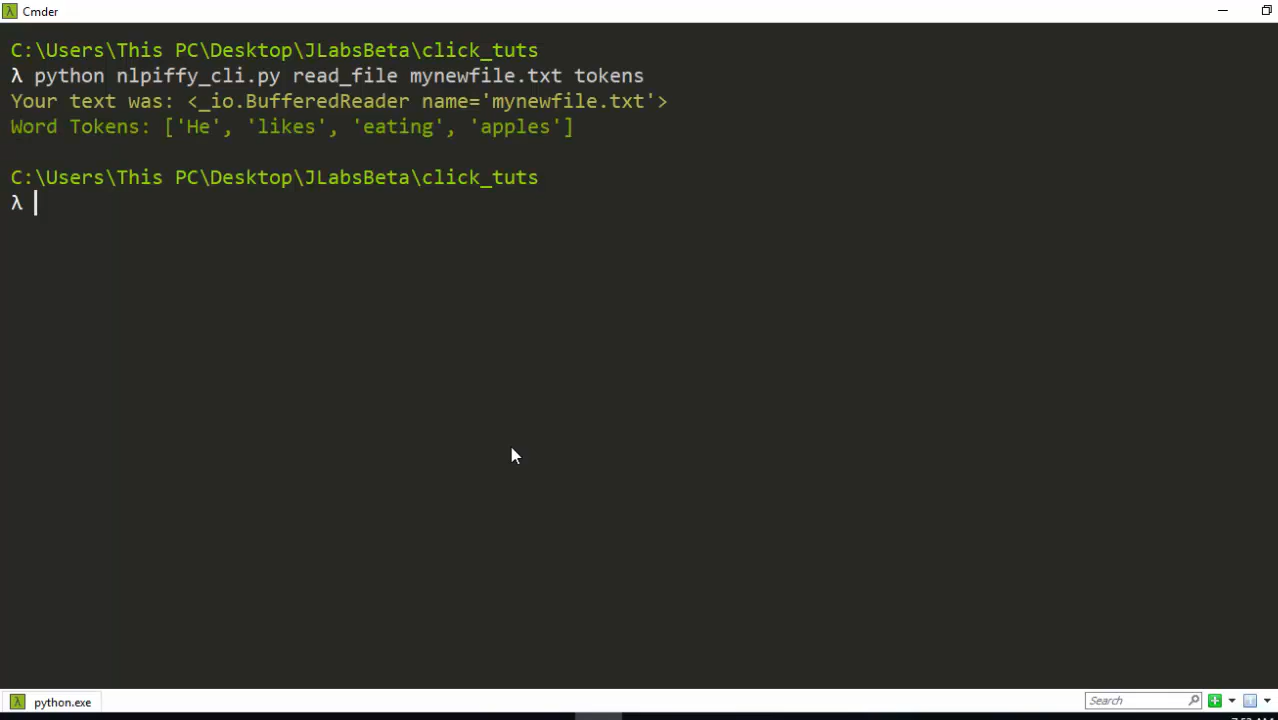 Cmder
C:\Users\This PC\Desktop\JLabsBeta\click_tuts
λ python nlpiffy_cli.py read_file mynewfile.txt tokens
Your text was: <_io.BufferedReader name='mynewfile.txt'>
Word Tokens: ['He', 'likes', 'eating', 'apples']
C:\Users\This PC\Desktop\JLabsBeta\click_tuts
λ
python.exe
Search